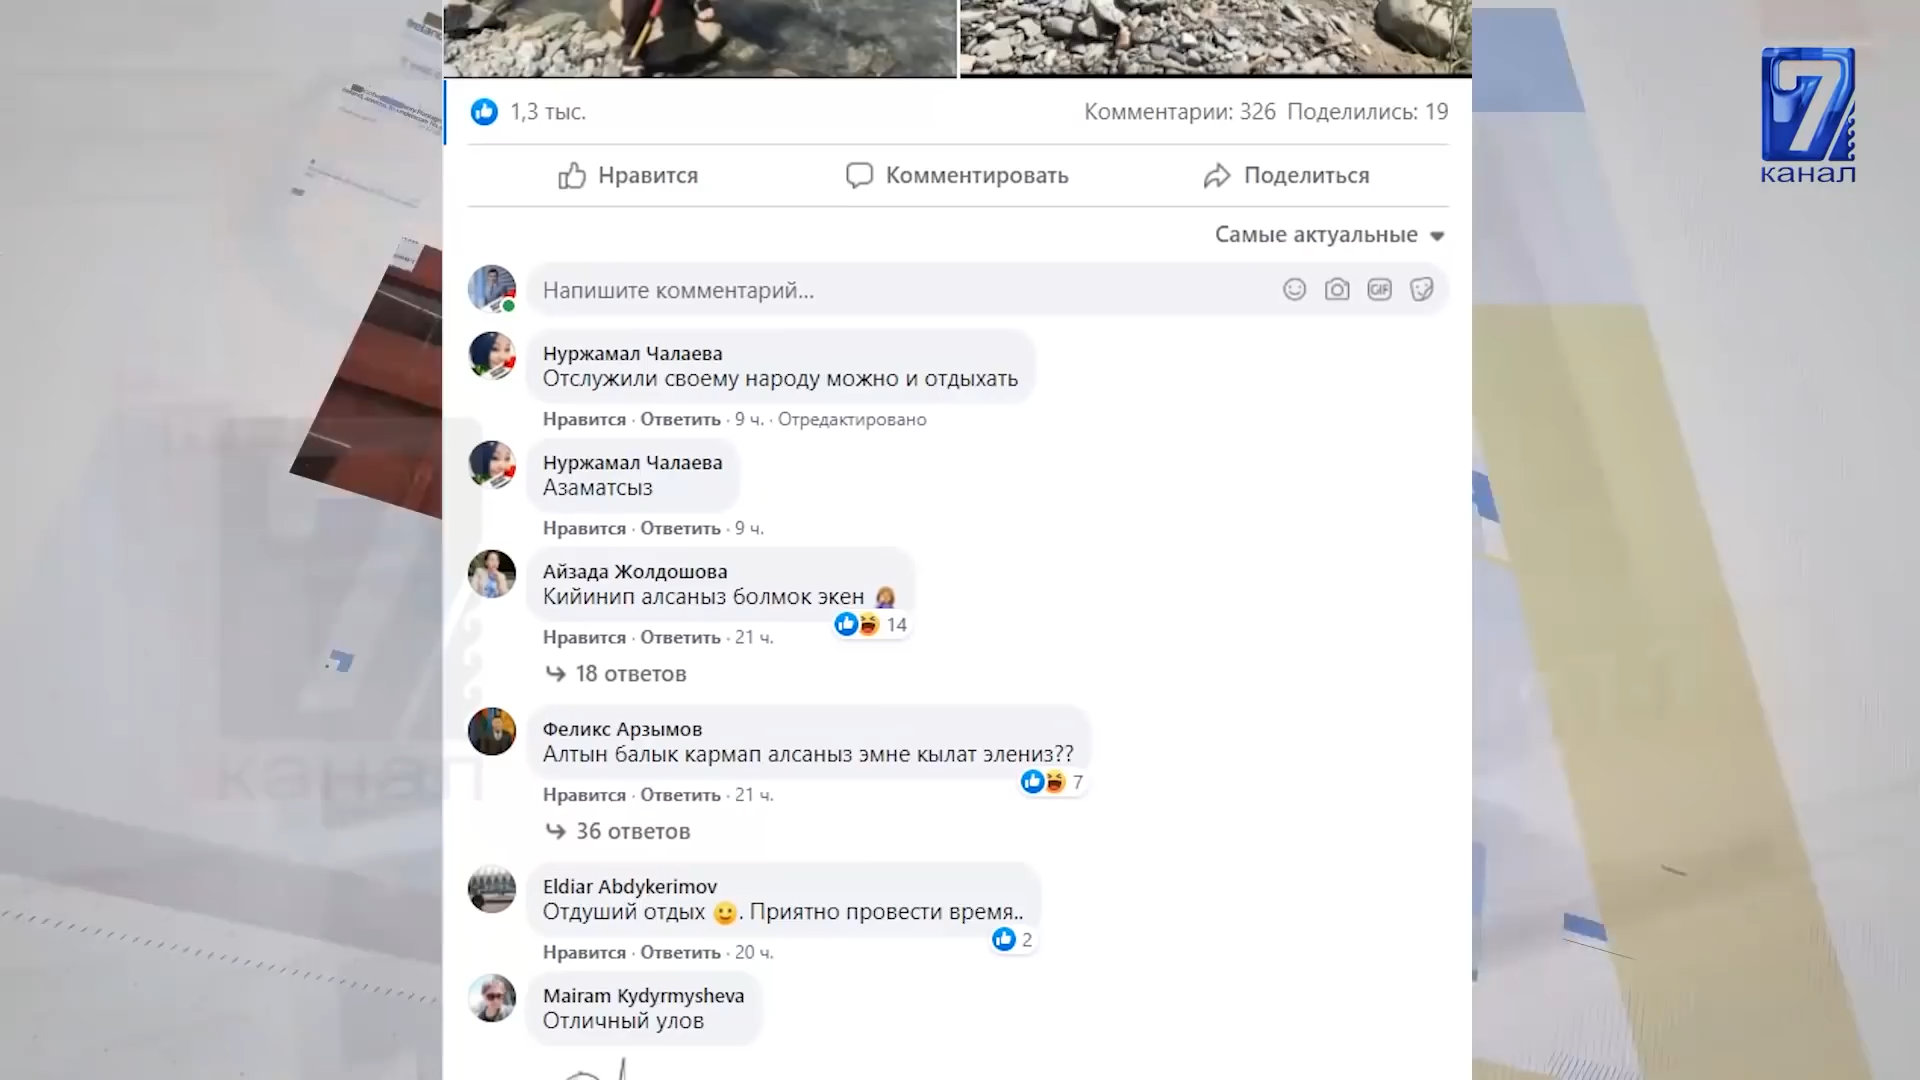 1,3 тыс.
Комментарии: 326 Поделились: 19
Нравится
Комментировать
Поделиться
Самые актуальные
Напишите комментарий...
GIF
Нуржамал Чалаева
Отслужили своему народу можно и отдыхать
Нравится · Ответить · 9 ч. · Отредактировано
Нуржамал Чалаева
Азаматсыз
Нравится · Ответить · 9 ч.
Айзада Жолдошова
Кийинип алсаныз болмок экен
14
Нравится · Ответить · 21 ч.
18 ответов
Феликс Арзымов
Алтын балык кармап алсаныз эмне кылат элениз??
7
Нравится · Ответить · 21 ч.
36 ответов
Eldiar Abdykerimov
Отдуший отдых 🙂. Приятно провести время..
2
Нравится · Ответить · 20 ч.
Mairam Kydyrmysheva
Отличный улов
7
канал
7
канал